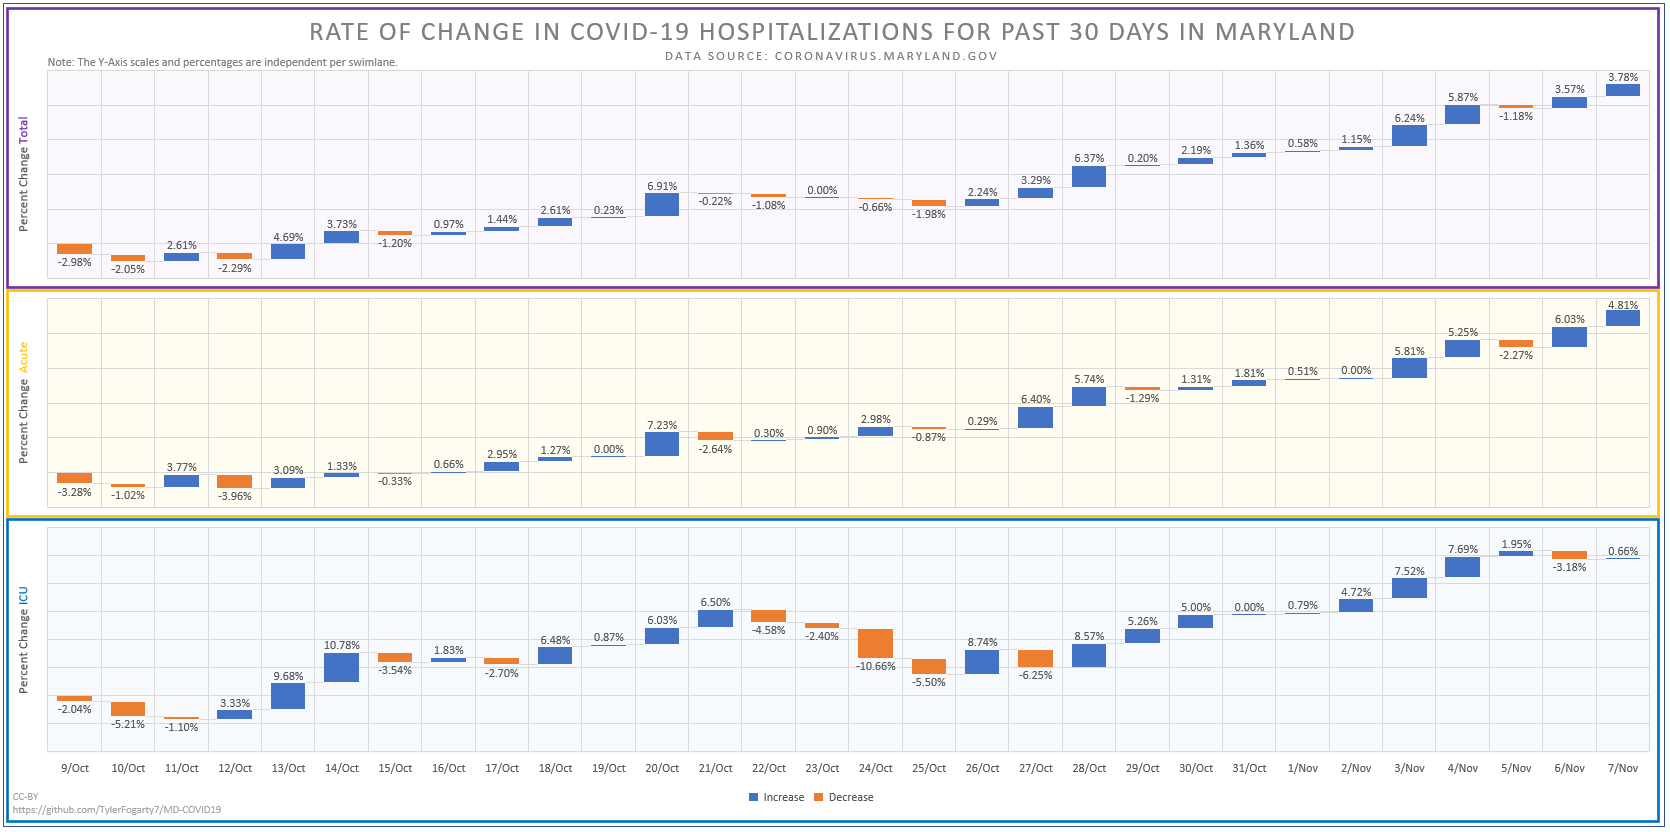 RATE OF CHANGE IN COVID-19 HOSPITALIZATIONS FOR PAST 30 DAYS IN MARYLAND
DATA SOURCE: CORONAVIRUS.MARYLAND.GOV
Note: The Y-Axis scales and percentages are independent per swimlane.
Percent Change Total
-2.98% -2.05% 2.61% -2.29% 4.69% 3.73% -1.20% 0.97% 1.44% 2.61% 0.23% 6.91% -0.22% -1.08% 0.00% -0.66% -1.98% 2.24% 3.29% 6.37% 0.20% 2.19% 1.36% 0.58% 1.15% 6.24% 5.87% -1.18% 3.57% 3.78%
Percent Change Acute
-3.28% -1.02% 3.77% -3.96% 3.09% 1.33% -0.33% 0.66% 2.95% 1.27% 0.00% 7.23% -2.64% 0.30% 0.90% 2.98% -0.87% 0.29% 6.40% 5.74% -1.29% 1.31% 1.81% 0.51% 0.00% 5.81% 5.25% -2.27% 6.03% 4.81%
Percent Change ICU
-2.04% -5.21% -1.10% 3.33% 9.68% 10.78% -3.54% 1.83% -2.70% 6.48% 0.87% 6.03% 6.50% -4.58% -2.40% -10.66% -5.50% 8.74% -6.25% 8.57% 5.26% 5.00% 0.00% 0.79% 4.72% 7.52% 7.69% 1.95% -3.18% 0.66%
9/Oct 10/Oct 11/Oct 12/Oct 13/Oct 14/Oct 15/Oct 16/Oct 17/Oct 18/Oct 19/Oct 20/Oct 21/Oct 22/Oct 23/Oct 24/Oct 25/Oct 26/Oct 27/Oct 28/Oct 29/Oct 30/Oct 31/Oct 1/Nov 2/Nov 3/Nov 4/Nov 5/Nov 6/Nov 7/Nov
Increase Decrease
CC-BY
https://github.com/TylerFogarty7/MD-COVID19